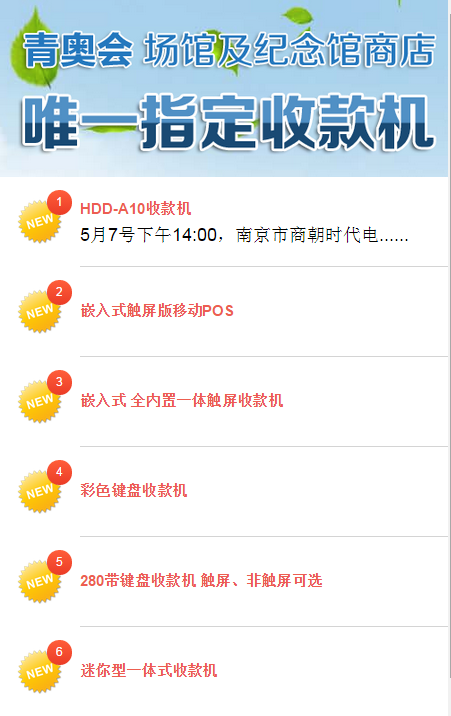 青奥会 场馆及纪念馆商店
唯一指定收款机
NEW 1
HDD-A10收款机
5月7号下午14:00，南京市商朝时代电......
NEW 2
嵌入式触屏版移动POS
NEW 3
嵌入式 全内置一体触屏收款机
NEW 4
彩色键盘收款机
NEW 5
280带键盘收款机 触屏、非触屏可选
NEW 6
迷你型一体式收款机